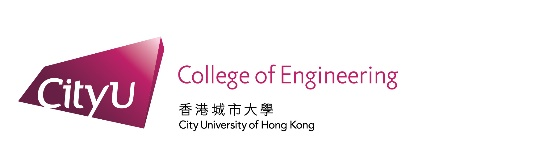 CityU
College of Engineering
香港城市大學
City University of Hong Kong